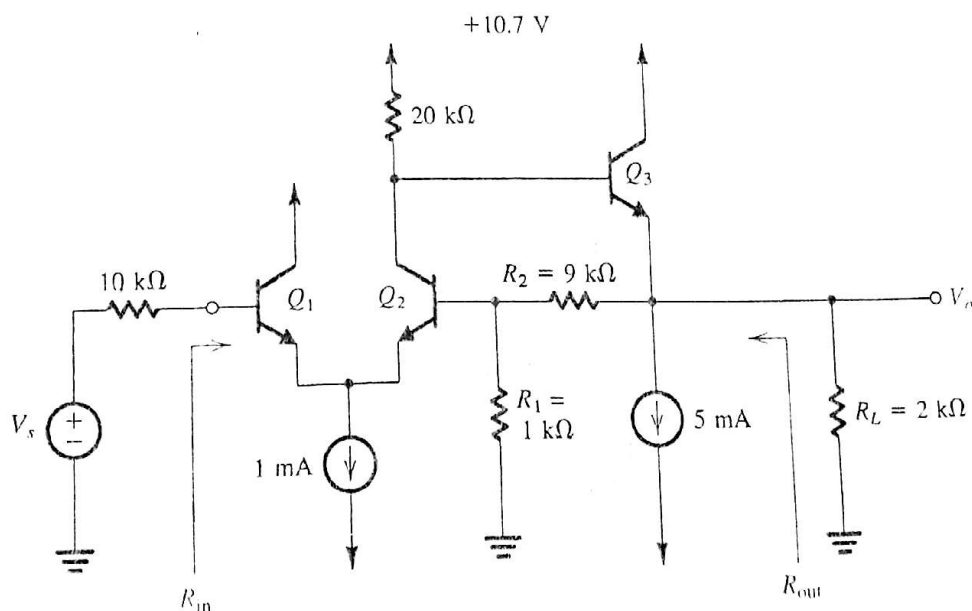 +10.7 V
20 kΩ
Q3
10 kΩ
Q1
Q2
R2 = 9 kΩ
Vo
Vs
+
−
1 mA
R1 =
1 kΩ
5 mA
RL = 2 kΩ
Rin
Rout